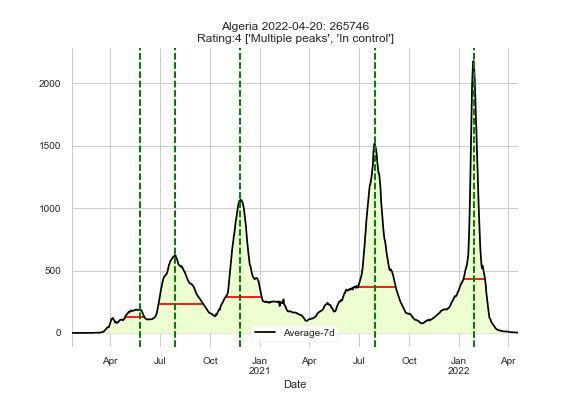 Algeria 2022-04-20: 265746
Rating:4 ['Multiple peaks', 'In control']
2000
1500
1000
500
0
Average-7d
Apr
Jul
Oct
Jan
2021
Apr
Jul
Oct
Jan
2022
Apr
Date